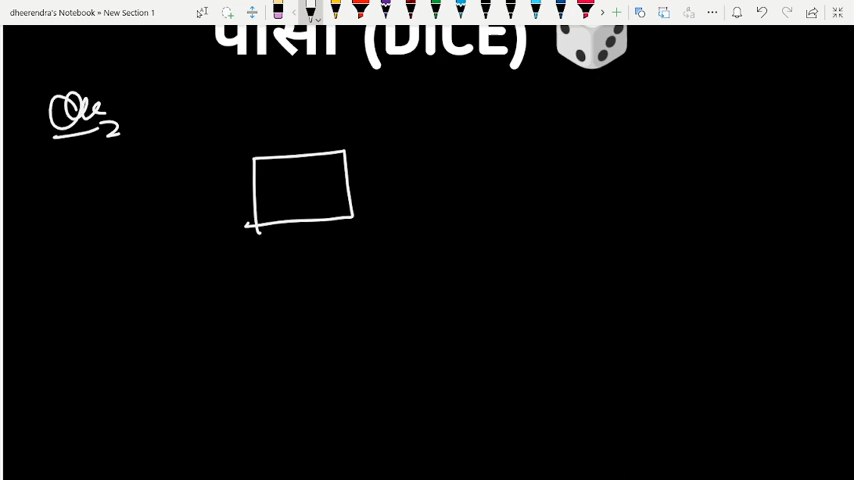 dheerendra's Notebook » New Section 1
पासा (DICE)
Que 2